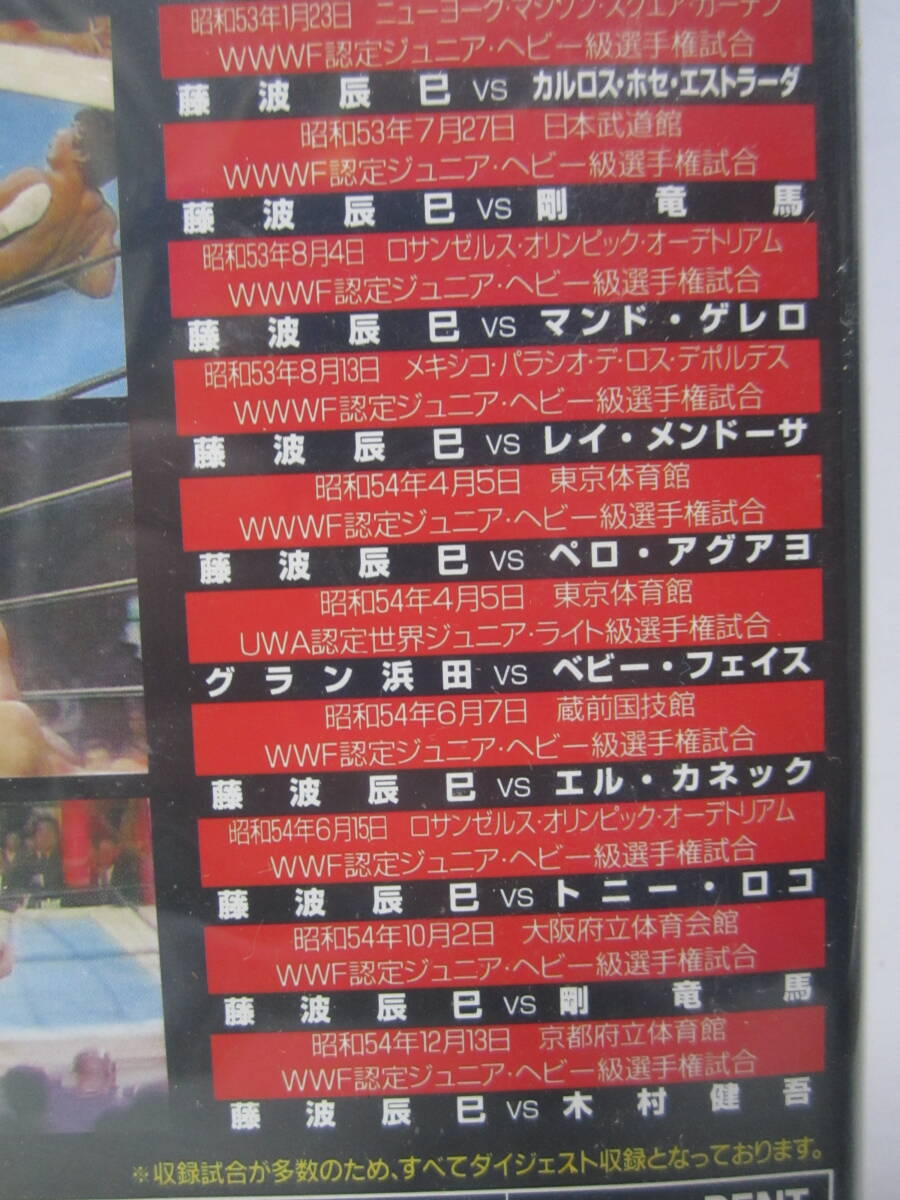 昭和53年1月23日 ニューヨーク・マジソン・スクエア・ガーデン
WWWF認定ジュニア・ヘビー級選手権試合
藤波辰巳 VS カルロス・ホセ・エストラーダ
昭和53年7月27日 日本武道館
WWWF認定ジュニア・ヘビー級選手権試合
藤波辰巳 VS 剛竜馬
昭和53年8月4日 ロサンゼルス・オリンピック・オーデトリアム
WWWF認定ジュニア・ヘビー級選手権試合
藤波辰巳 VS マンド・ゲレロ
昭和53年8月13日 メキシコ・パラシオ・デ・ロス・デポルテス
WWWF認定ジュニア・ヘビー級選手権試合
藤波辰巳 VS レイ・メンドーサ
昭和54年4月5日 東京体育館
WWWF認定ジュニア・ヘビー級選手権試合
藤波辰巳 VS ペロ・アグアヨ
昭和54年4月5日 東京体育館
UWA認定世界ジュニア・ライト級選手権試合
グラン浜田 VS ベビー・フェイス
昭和54年6月7日 蔵前国技館
WWF認定ジュニア・ヘビー級選手権試合
藤波辰巳 VS エル・カネック
昭和54年6月15日 ロサンゼルス・オリンピック・オーデトリアム
WWF認定ジュニア・ヘビー級選手権試合
藤波辰巳 VS トニー・ロコ
昭和54年10月2日 大阪府立体育会館
WWF認定ジュニア・ヘビー級選手権試合
藤波辰巳 VS 剛竜馬
昭和54年12月13日 京都府立体育館
WWF認定ジュニア・ヘビー級選手権試合
藤波辰巳 VS 木村健吾
※収録試合が多数のため、すべてダイジェスト収録となっております。